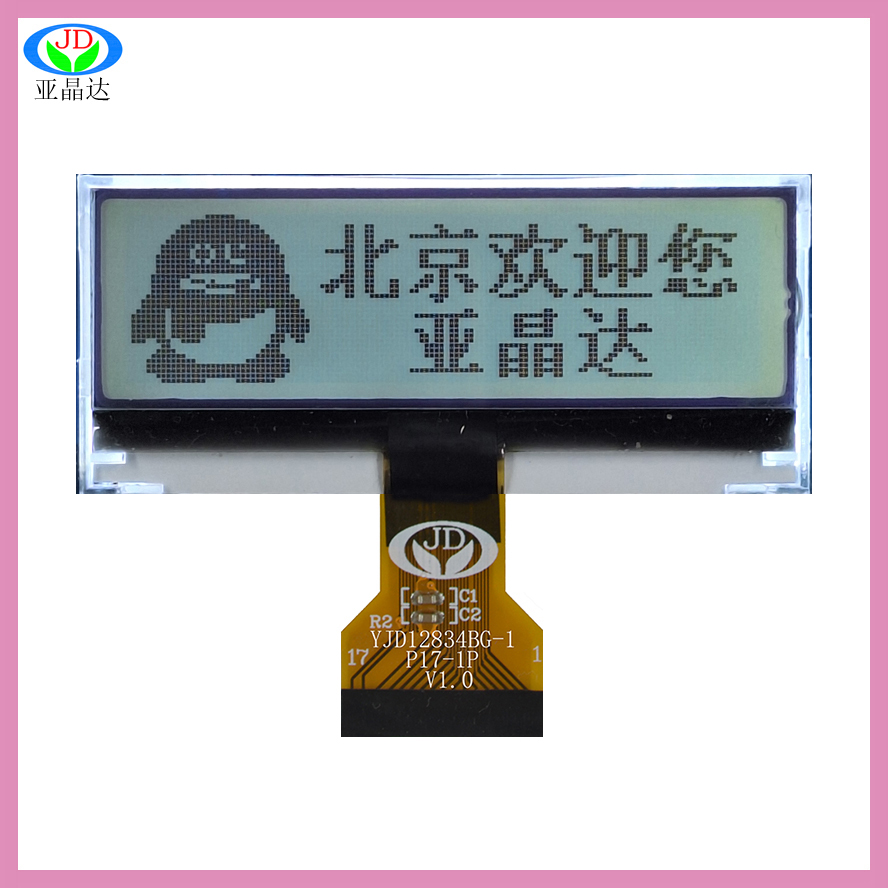 JD
亚晶达
北京欢迎您
亚晶达
JD
C1
C2
R2
YJD12834BG-1
17 P17-1P 1
V1.0